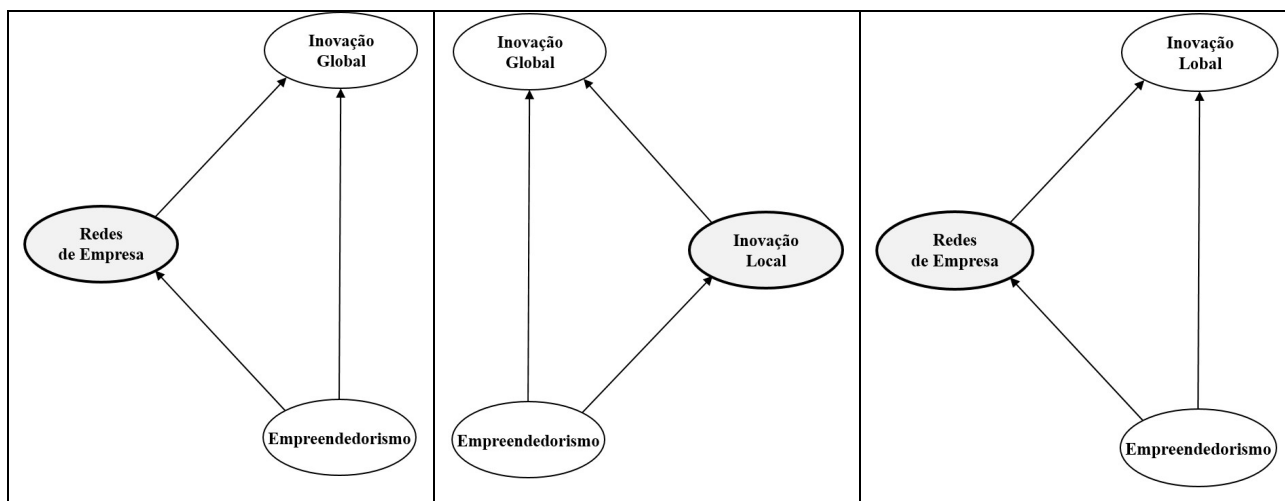 Inovação
Global
Redes
de Empresa
Empreendedorismo
Inovação
Global
Inovação
Local
Empreendedorismo
Inovação
Lobal
Redes
de Empresa
Empreendedorismo